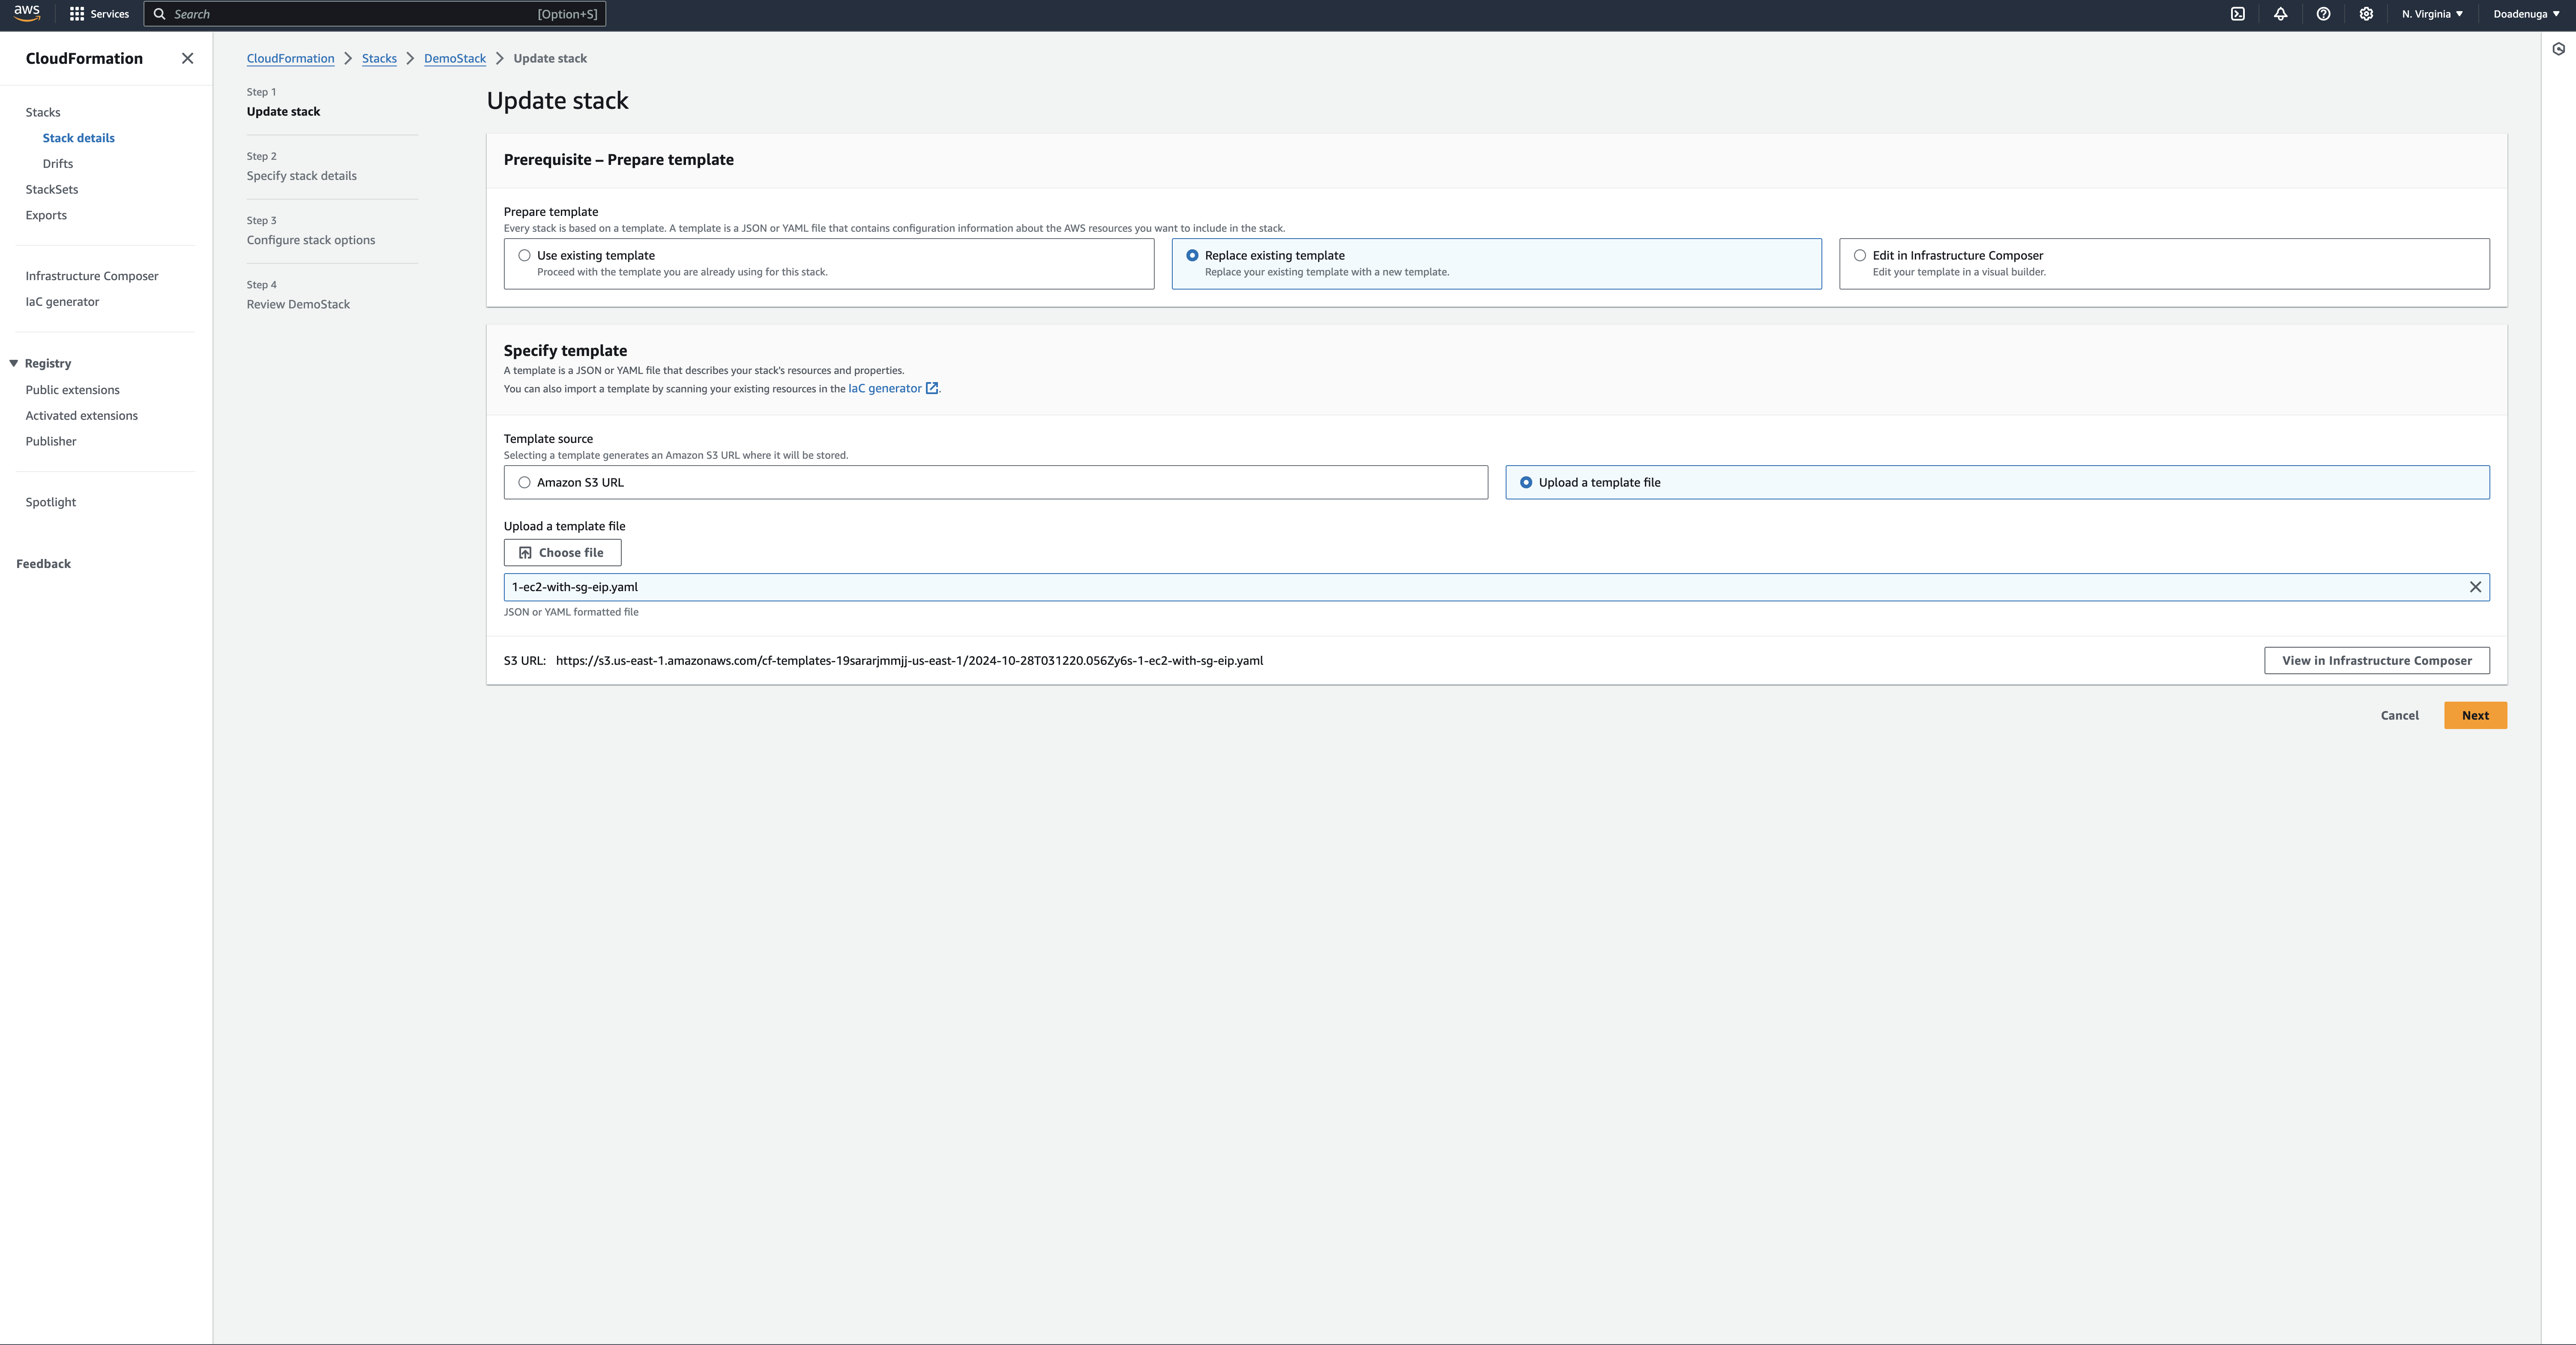 aws
Services
Search
[Option+S]
N. Virginia
Doadenuga
CloudFormation
Stacks
Stack details
Drifts
StackSets
Exports
Infrastructure Composer
IaC generator
Registry
Public extensions
Activated extensions
Publisher
Spotlight
Feedback
CloudFormation
Stacks
DemoStack
Update stack
Step 1
Update stack
Step 2
Specify stack details
Step 3
Configure stack options
Step 4
Review DemoStack
Update stack
Prerequisite – Prepare template
Prepare template
Every stack is based on a template. A template is a JSON or YAML file that contains configuration information about the AWS resources you want to include in the stack.
Use existing template
Proceed with the template you are already using for this stack.
Replace existing template
Replace your existing template with a new template.
Edit in Infrastructure Composer
Edit your template in a visual builder.
Specify template
A template is a JSON or YAML file that describes your stack's resources and properties.
You can also import a template by scanning your existing resources in the IaC generator.
Template source
Selecting a template generates an Amazon S3 URL where it will be stored.
Amazon S3 URL
Upload a template file
Upload a template file
Choose file
1-ec2-with-sg-eip.yaml
JSON or YAML formatted file
S3 URL: https://s3.us-east-1.amazonaws.com/cf-templates-19sararjmmjj-us-east-1/2024-10-28T031220.056Zy6s-1-ec2-with-sg-eip.yaml
View in Infrastructure Composer
Cancel
Next